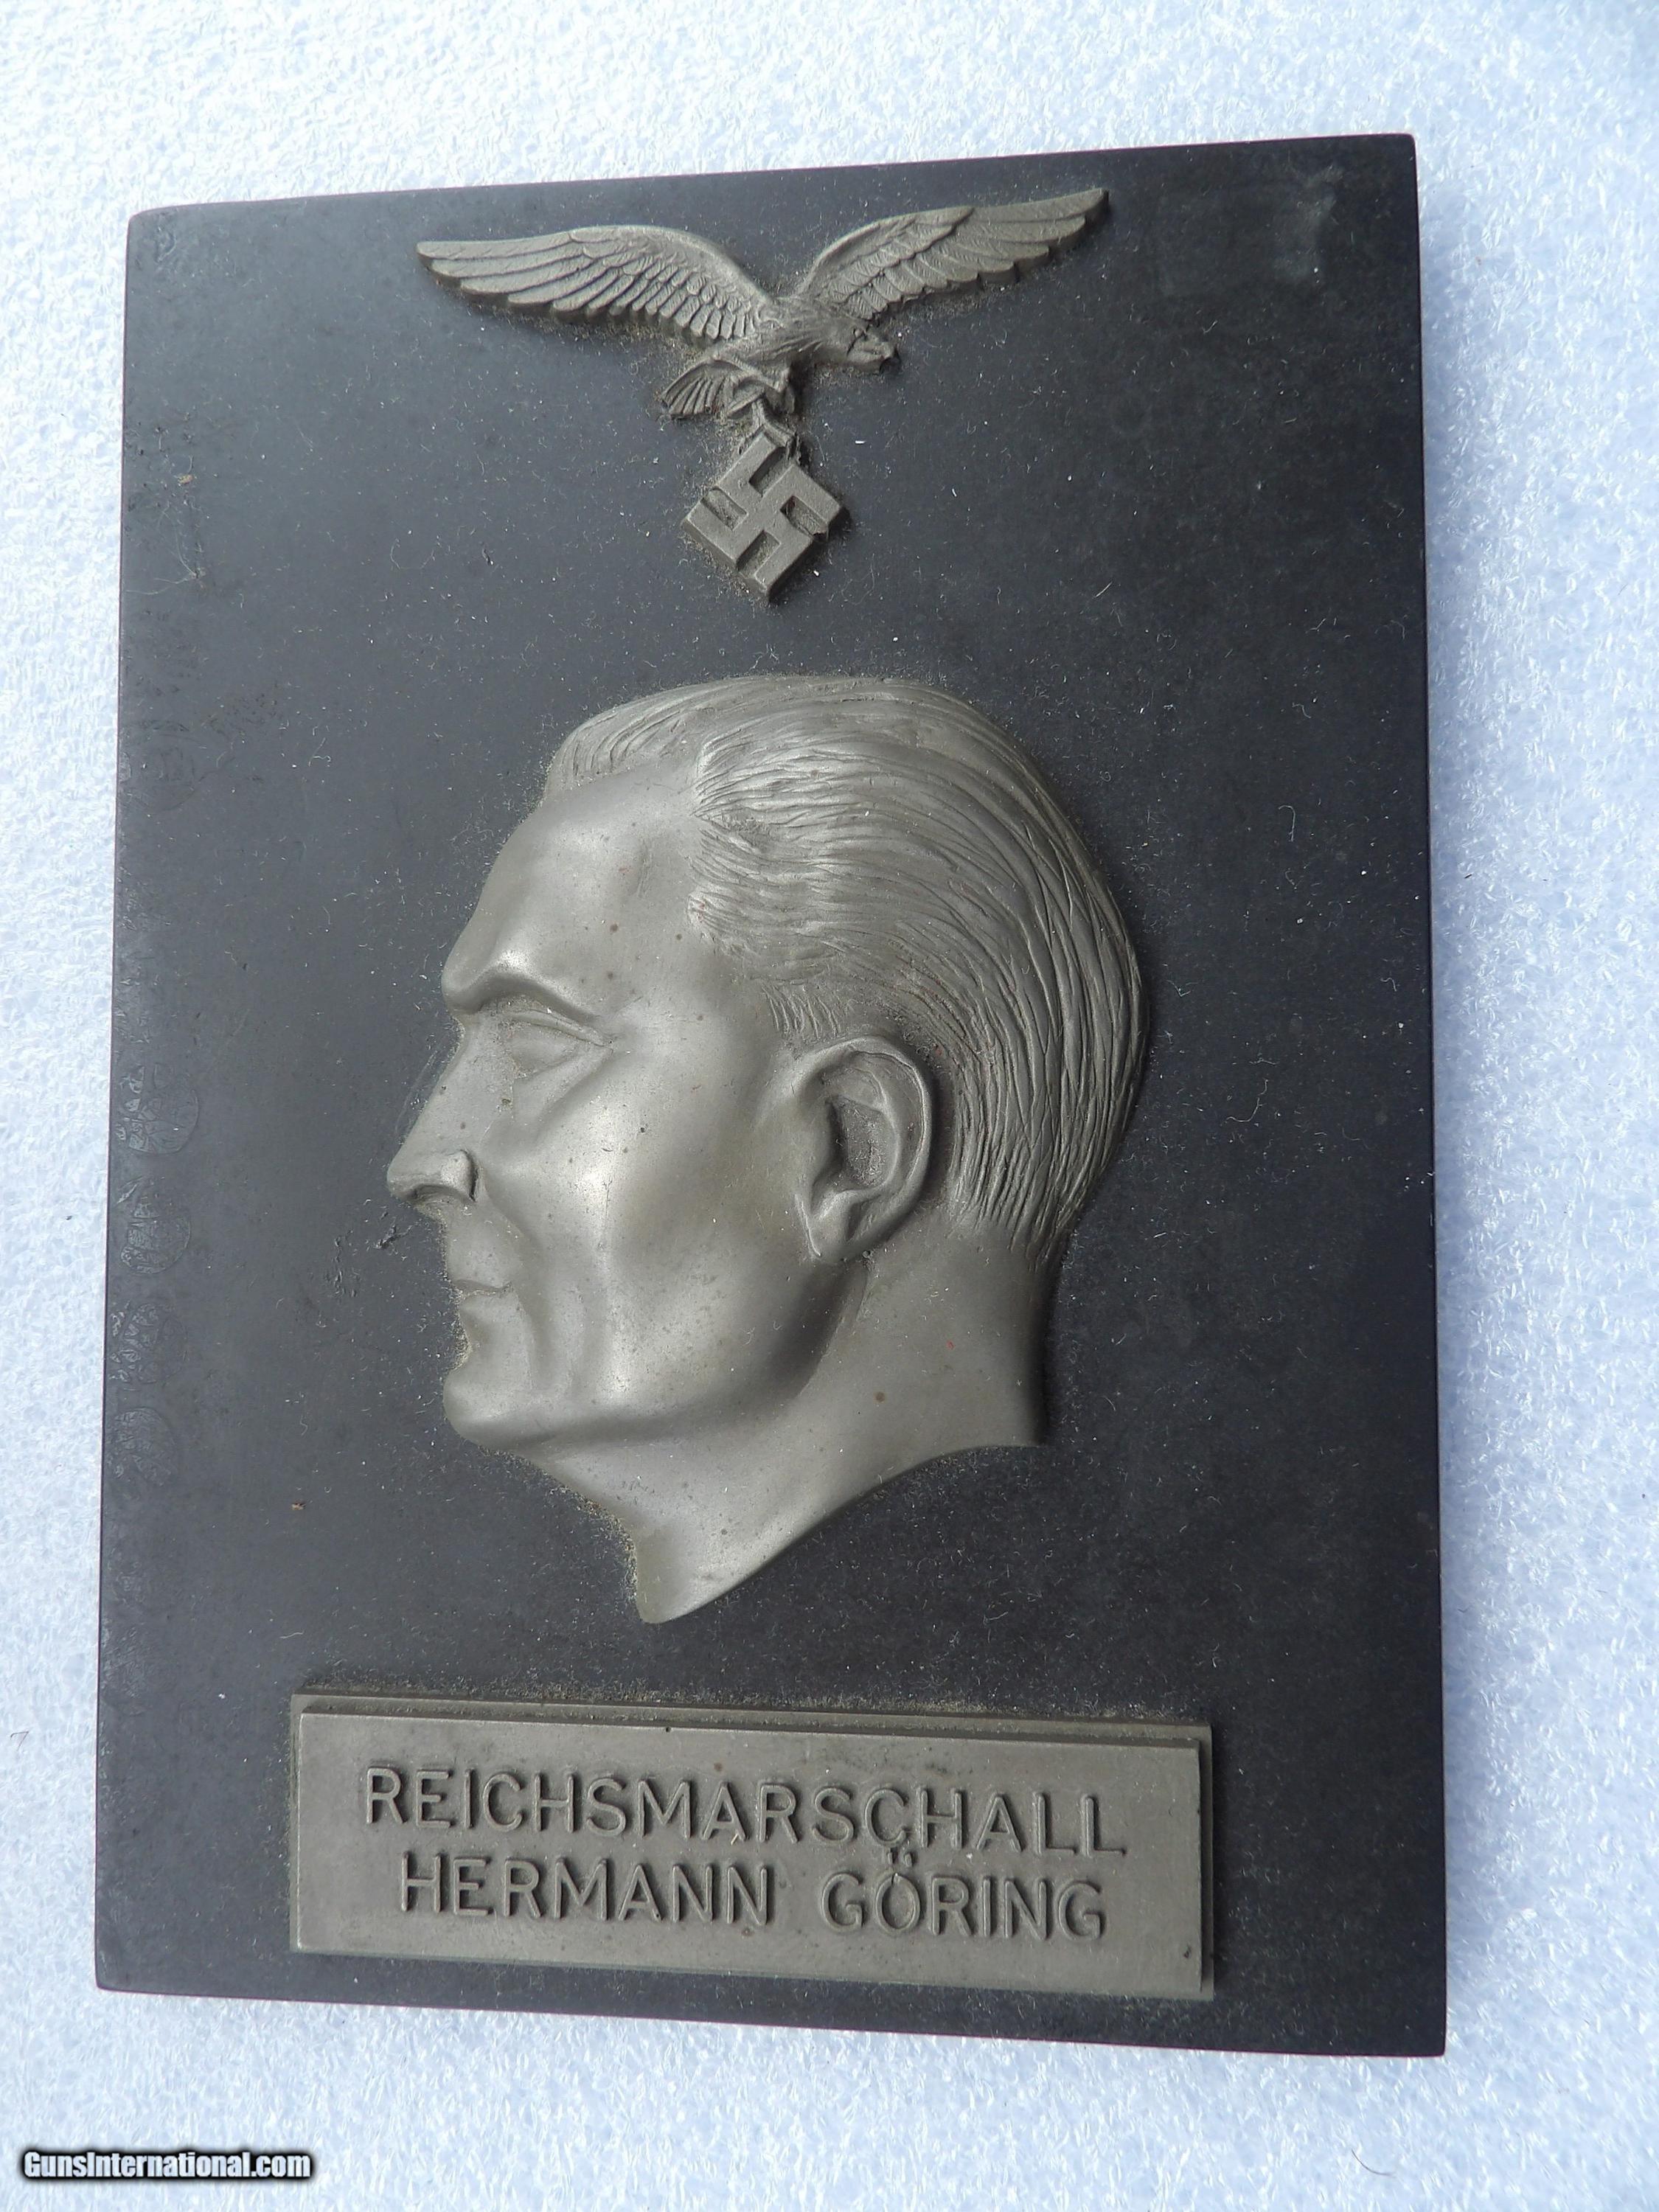 REICHSMARSCHALL
HERMANN GÖRING
GunsInternational.com